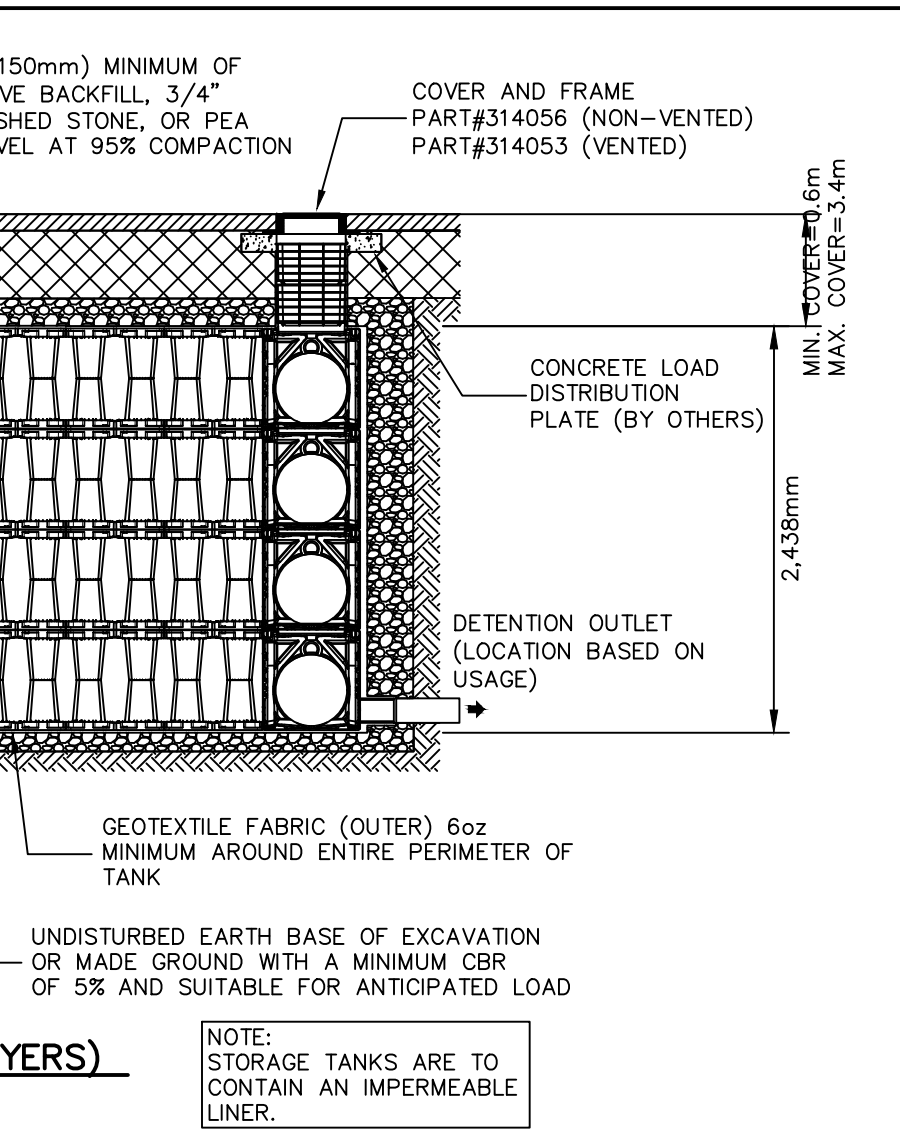 150mm) MINIMUM OF
VE BACKFILL, 3/4"
SHED STONE, OR PEA
VEL AT 95% COMPACTION
COVER AND FRAME
PART#314056 (NON-VENTED)
PART#314053 (VENTED)
MIN. COVER=0.6m
MAX. COVER=3.4m
CONCRETE LOAD
DISTRIBUTION
PLATE (BY OTHERS)
2,438mm
DETENTION OUTLET
(LOCATION BASED ON
USAGE)
GEOTEXTILE FABRIC (OUTER) 6oz
MINIMUM AROUND ENTIRE PERIMETER OF
TANK
UNDISTURBED EARTH BASE OF EXCAVATION
OR MADE GROUND WITH A MINIMUM CBR
OF 5% AND SUITABLE FOR ANTICIPATED LOAD
YERS)
NOTE:
STORAGE TANKS ARE TO
CONTAIN AN IMPERMEABLE
LINER.